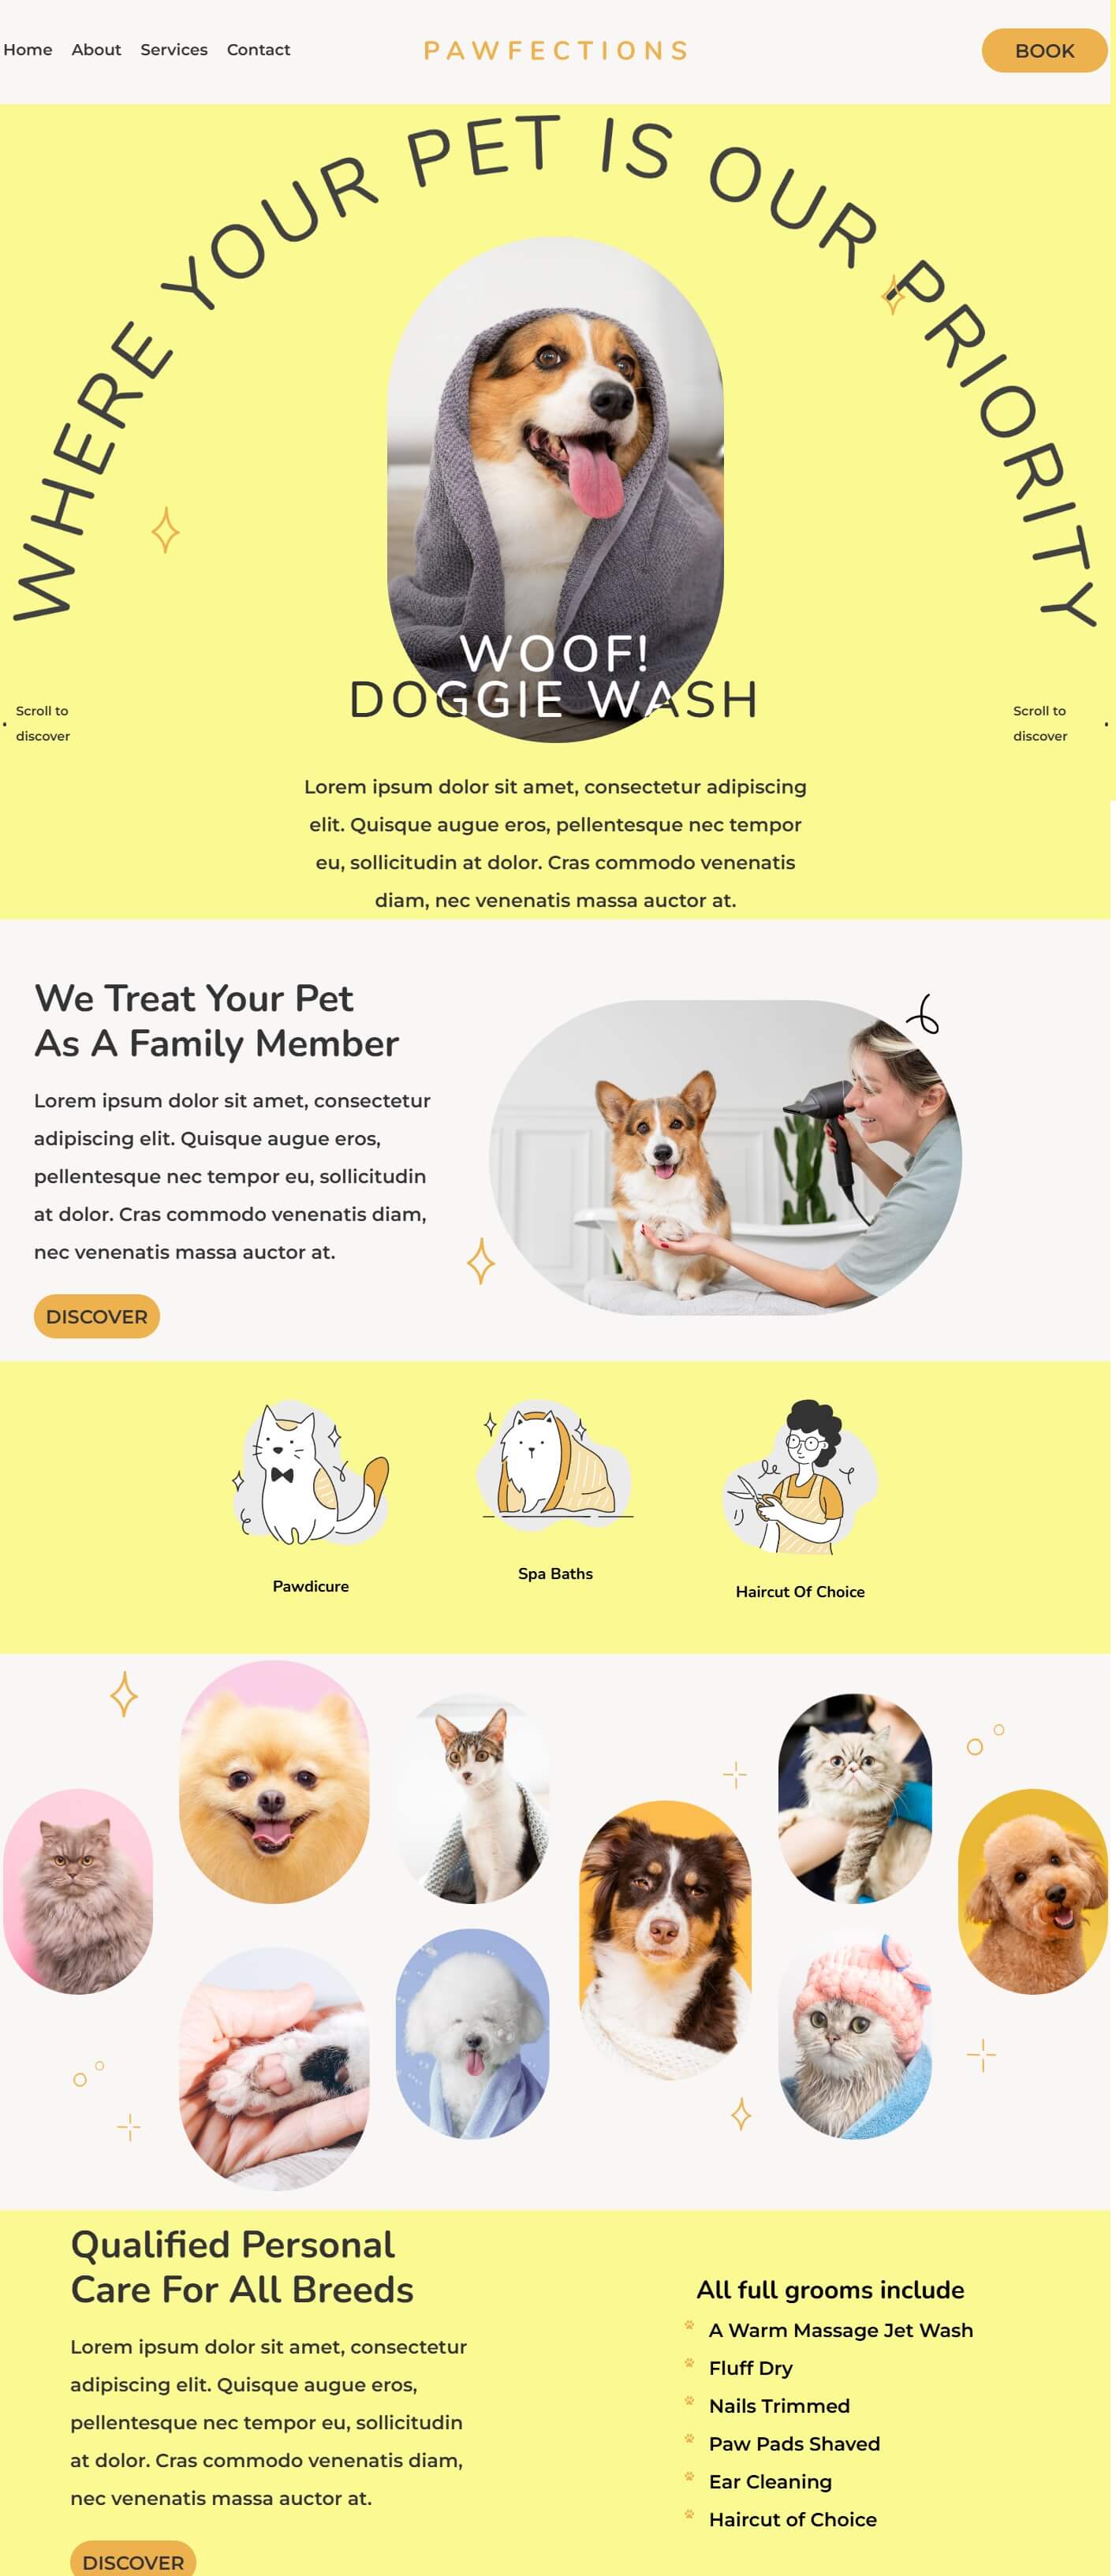 Home About Services Contact
PAWFECTIONS
BOOK
WHERE YOUR PET IS OUR PRIORITY
WOOF!
DOGGIE WASH
Scroll to
discover
Scroll to
discover
Lorem ipsum dolor sit amet, consectetur adipiscing
elit. Quisque augue eros, pellentesque nec tempor
eu, sollicitudin at dolor. Cras commodo venenatis
diam, nec venenatis massa auctor at.
We Treat Your Pet
As A Family Member
Lorem ipsum dolor sit amet, consectetur
adipiscing elit. Quisque augue eros,
pellentesque nec tempor eu, sollicitudin
at dolor. Cras commodo venenatis diam,
nec venenatis massa auctor at.
DISCOVER
Pawdicure
Spa Baths
Haircut Of Choice
Qualified Personal
Care For All Breeds
Lorem ipsum dolor sit amet, consectetur
adipiscing elit. Quisque augue eros,
pellentesque nec tempor eu, sollicitudin
at dolor. Cras commodo venenatis diam,
nec venenatis massa auctor at.
DISCOVER
All full grooms include
A Warm Massage Jet Wash
Fluff Dry
Nails Trimmed
Paw Pads Shaved
Ear Cleaning
Haircut of Choice